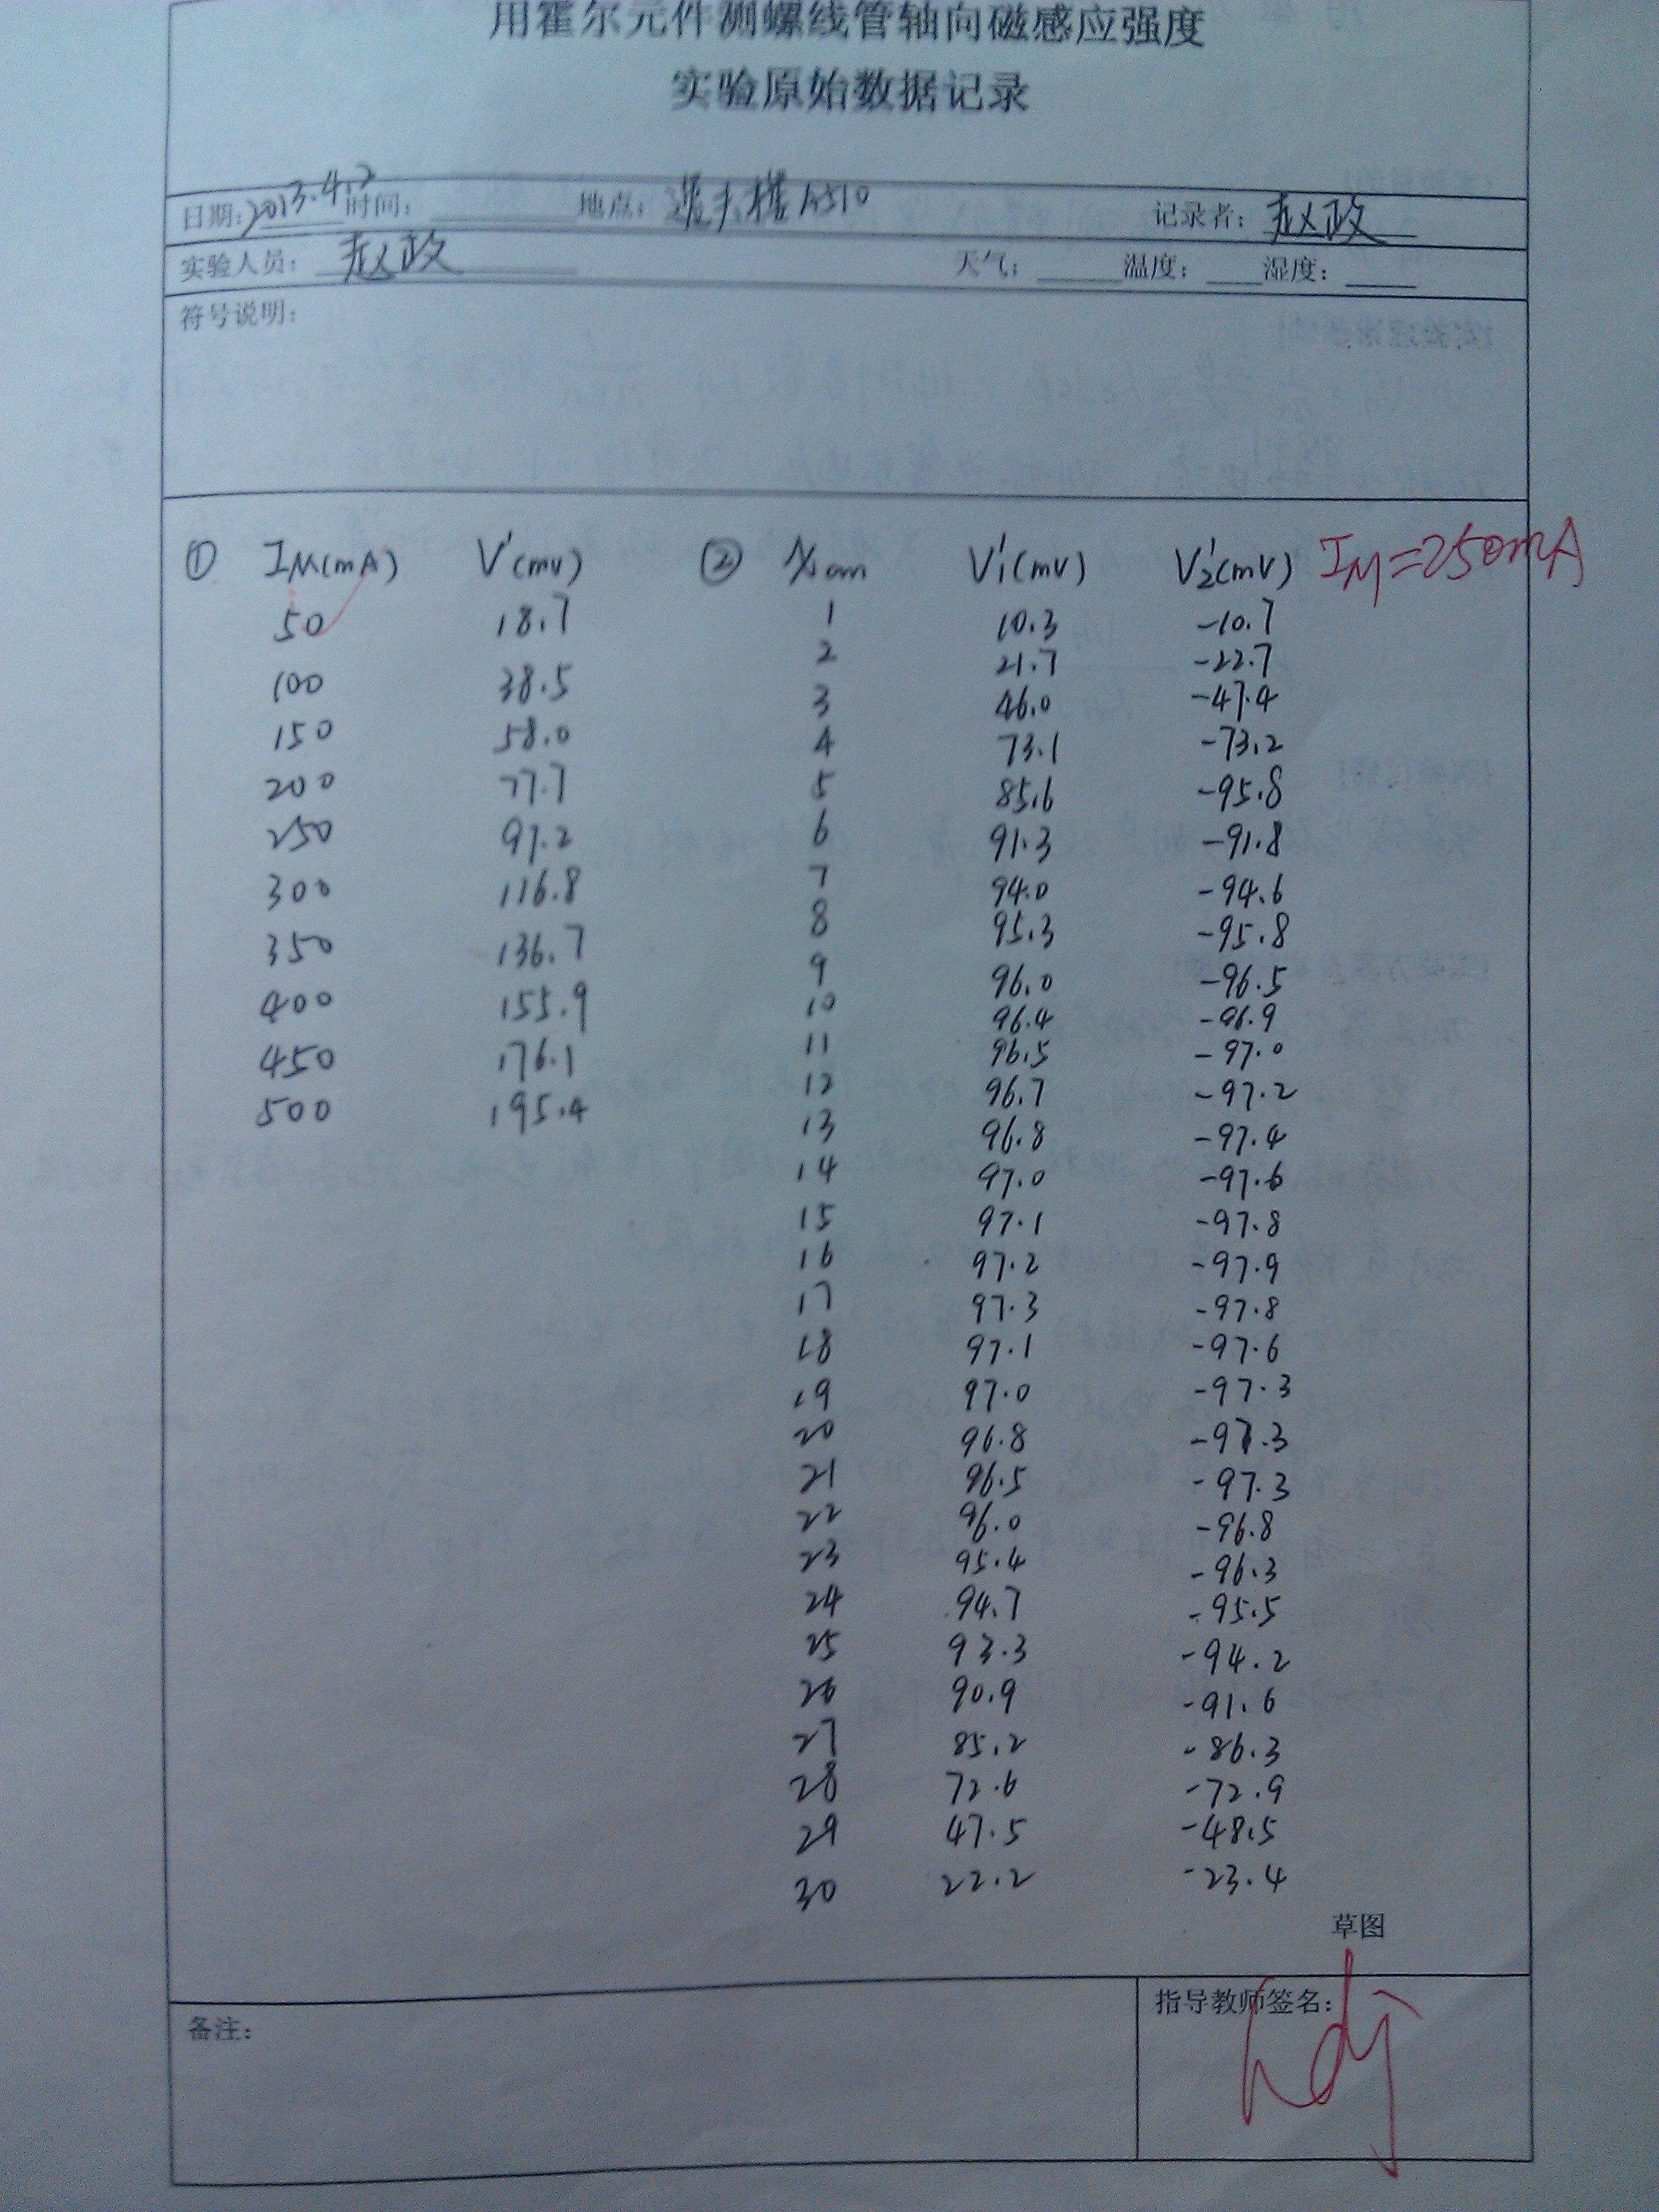 用霍尔元件测螺线管轴向磁感应强度
实验原始数据记录
日期: 2013.4.2 时间: 地点: 逸夫楼A510 记录者: 赵政
实验人员: 赵政 天气: 温度: 湿度:
符号说明:
① IM(mA) V'(mv) ② X/cm V1'(mv) V2'(mV) IM=250mA
50 18.7 1 10.3 -10.7
100 38.5 2 21.7 -22.7
150 58.0 3 46.0 -47.4
200 77.7 4 73.1 -73.2
250 97.2 5 85.6 -95.8
300 116.8 6 91.3 -91.8
350 136.7 7 94.0 -94.6
400 155.9 8 95.3 -95.8
450 176.1 9 96.0 -96.5
500 195.4 10 96.4 -96.9
11 96.5 -97.0
12 96.7 -97.2
13 96.8 -97.4
14 97.0 -97.6
15 97.1 -97.8
16 97.2 -97.9
17 97.3 -97.8
18 97.1 -97.6
19 97.0 -97.3
20 96.8 -97.3
21 96.5 -97.3
22 96.0 -96.8
23 95.4 -96.3
24 94.7 -95.5
25 93.3 -94.2
26 90.9 -91.6
27 85.2 -86.3
28 72.6 -72.9
29 47.5 -48.5
30 22.2 -23.4
草图
备注:
指导教师签名: